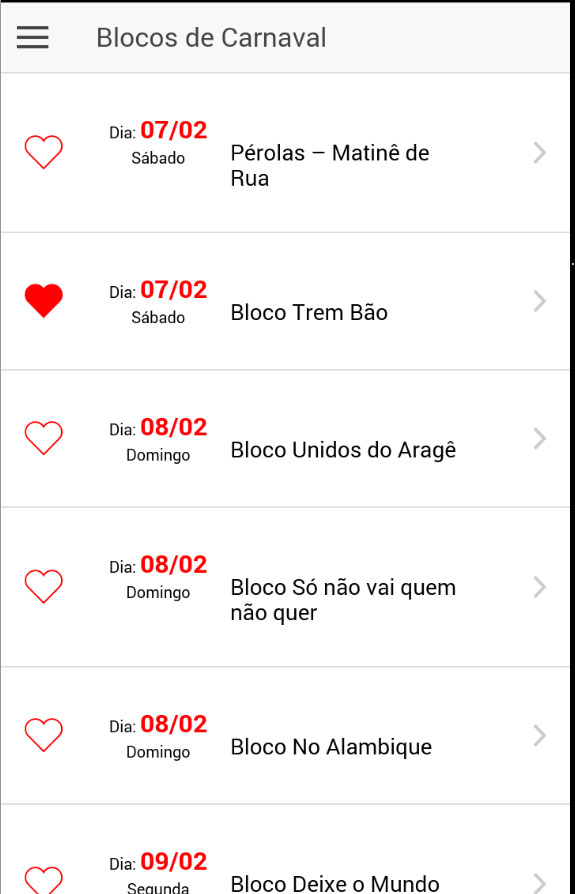 Blocos de Carnaval
Dia: 07/02
Sábado
Pérolas – Matinê de
Rua
Dia: 07/02
Sábado
Bloco Trem Bão
Dia: 08/02
Domingo
Bloco Unidos do Aragê
Dia: 08/02
Domingo
Bloco Só não vai quem
não quer
Dia: 08/02
Domingo
Bloco No Alambique
Dia: 09/02
Segunda
Bloco Deixe o Mundo